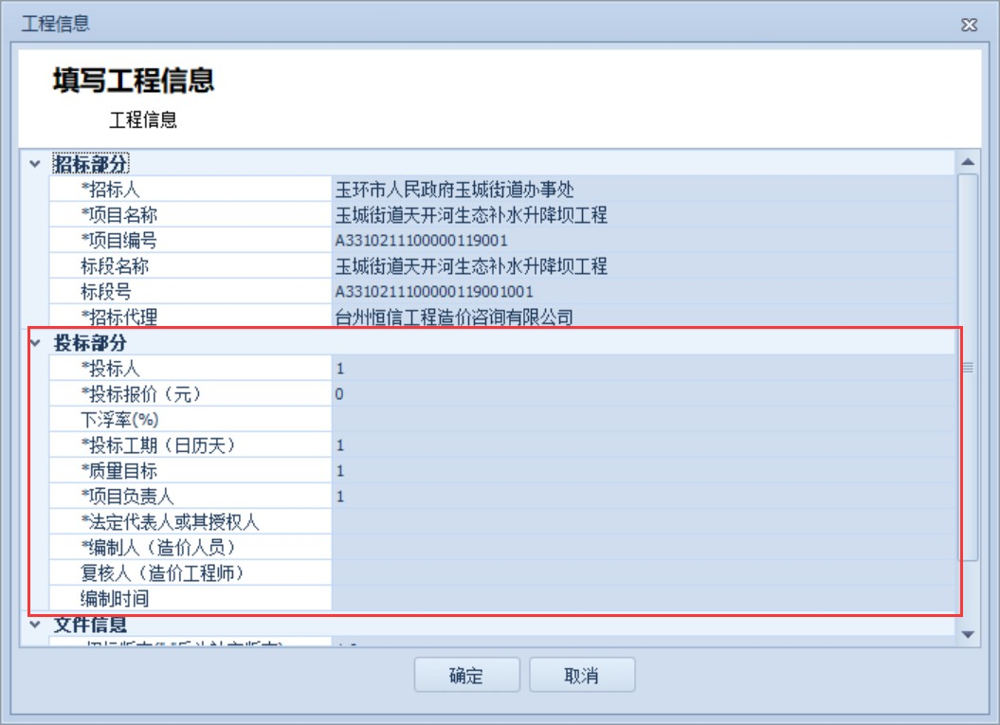 工程信息
填写工程信息
工程信息
招标部分
*招标人 玉环市人民政府玉城街道办事处
*项目名称 玉城街道天开河生态补水升降坝工程
*项目编号 A3310211100000119001
标段名称 玉城街道天开河生态补水升降坝工程
标段号 A3310211100000119001001
*招标代理 台州恒信工程造价咨询有限公司
投标部分
*投标人 1
*投标报价（元） 0
下浮率(%)
*投标工期（日历天） 1
*质量目标 1
*项目负责人 1
*法定代表人或其授权人
*编制人（造价人员）
复核人（造价工程师）
编制时间
文件信息
确定 取消